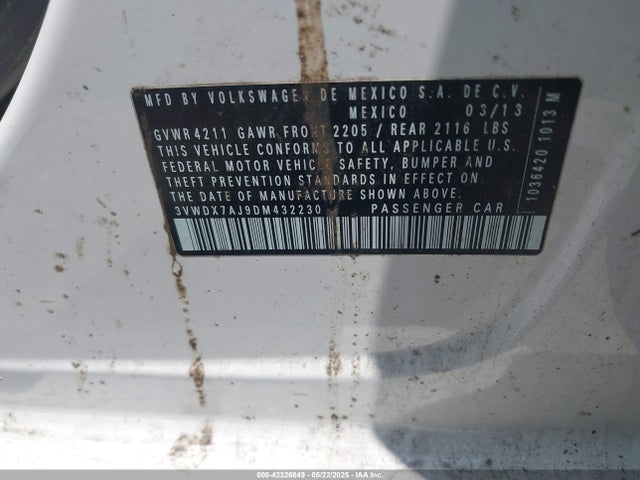 MFD BY VOLKSWAGEN DE MEXICO S.A. DE C.V.
MEXICO 03/13
GVWR 4211 GAWR FRONT 2205 / REAR 2116 LBS
THIS VEHICLE CONFORMS TO ALL APPLICABLE U.S.
FEDERAL MOTOR VEHICLE SAFETY, BUMPER AND
THEFT PREVENTION STANDARDS IN EFFECT ON
THE DATE OF MANUFACTURE SHOWN ABOVE.
3VWDX7AJ9DM432230 PASSENGER CAR
1036420 1013 M
000-42326849 - 05/22/2025 - IAA Inc.